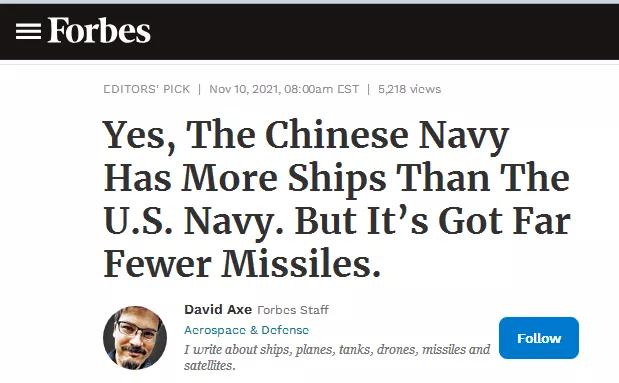 Forbes
EDITORS' PICK | Nov 10, 2021, 08:00am EST | 5,218 views
Yes, The Chinese Navy
Has More Ships Than The
U.S. Navy. But It’s Got Far
Fewer Missiles.
David Axe Forbes Staff
Aerospace & Defense
I write about ships, planes, tanks, drones, missiles and
satellites.
Follow